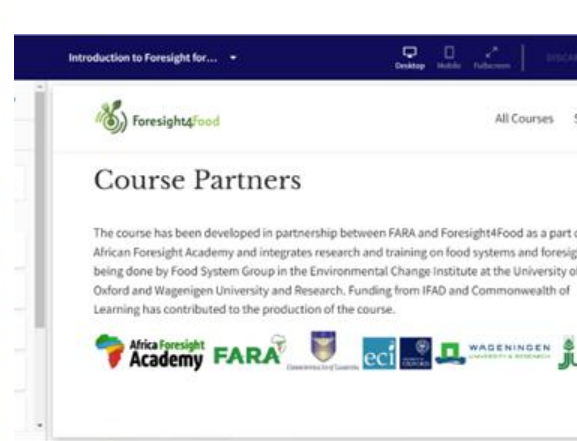 Introduction to Foresight for...
Desktop Mobile Fullscreen
Foresight4Food
All Courses
Course Partners
The course has been developed in partnership between FARA and Foresight4Food as a part o
African Foresight Academy and integrates research and training on food systems and foresig
being done by Food System Group in the Environmental Change Institute at the University of
Oxford and Wagenigen University and Research. Funding from IFAD and Commonwealth of
Learning has contributed to the production of the course.
Africa Foresight
Academy
FARA
eci
OXFORD
WAGENINGEN
UNIVERSITY & RESEARCH